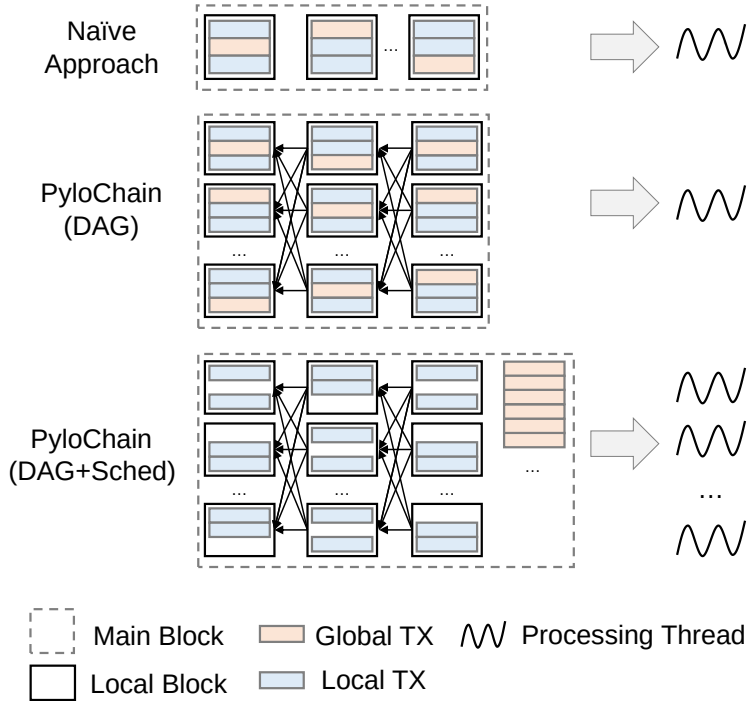 Naïve
Approach
...
PyloChain
(DAG)
... ... ...
PyloChain
(DAG+Sched)
...
... ... ...
...
Main Block
Global TX
Processing Thread
Local Block
Local TX